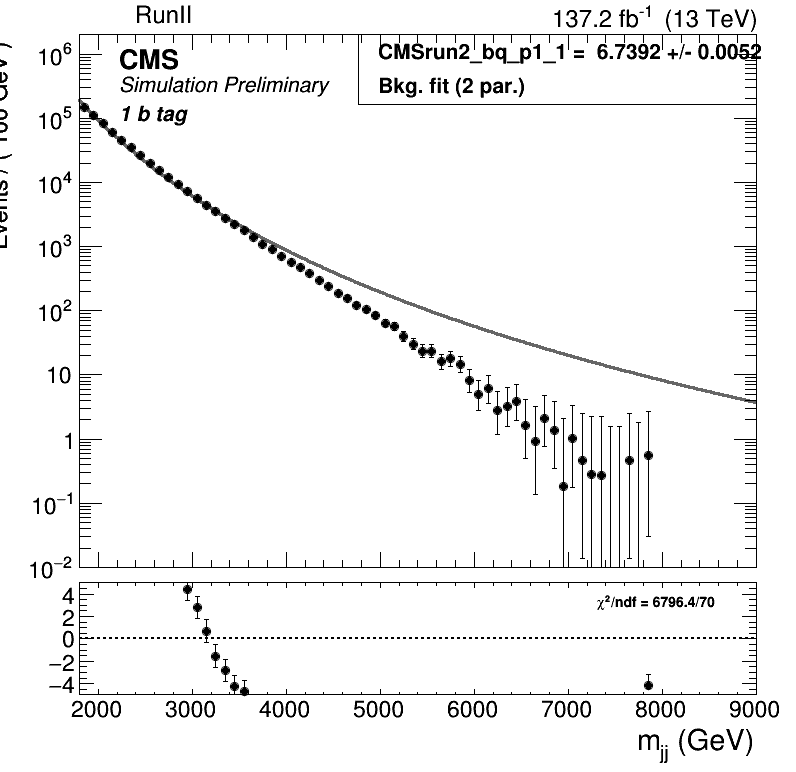 RunII
137.2 fb⁻¹ (13 TeV)
CMS
Simulation Preliminary
1 b tag
CMSrun2_bq_p1_1 = 6.7392 +/- 0.0052
Bkg. fit (2 par.)
Events / ( 100 GeV )
10⁶
10⁵
10⁴
10³
10²
10
1
10⁻¹
10⁻²
χ²/ndf = 6796.4/70
4
2
0
−2
−4
2000 3000 4000 5000 6000 7000 8000 9000
m_jj (GeV)